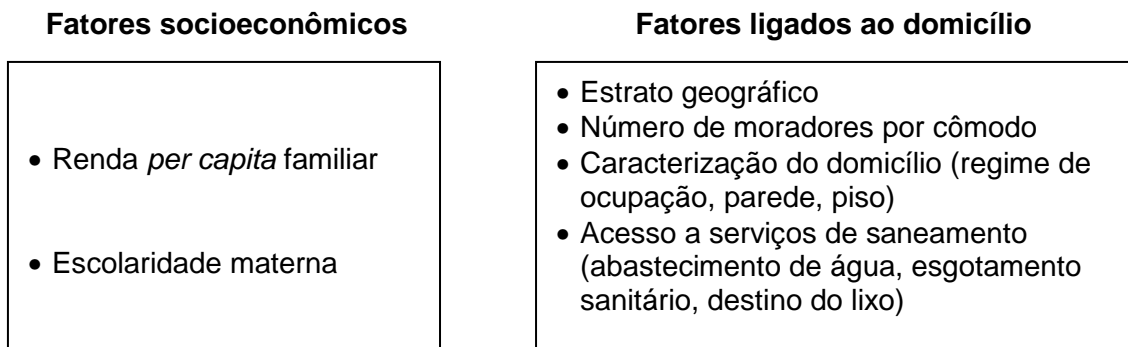 Fatores socioeconômicos
• Renda per capita familiar
• Escolaridade materna
Fatores ligados ao domicílio
• Estrato geográfico
• Número de moradores por cômodo
• Caracterização do domicílio (regime de
ocupação, parede, piso)
• Acesso a serviços de saneamento
(abastecimento de água, esgotamento
sanitário, destino do lixo)